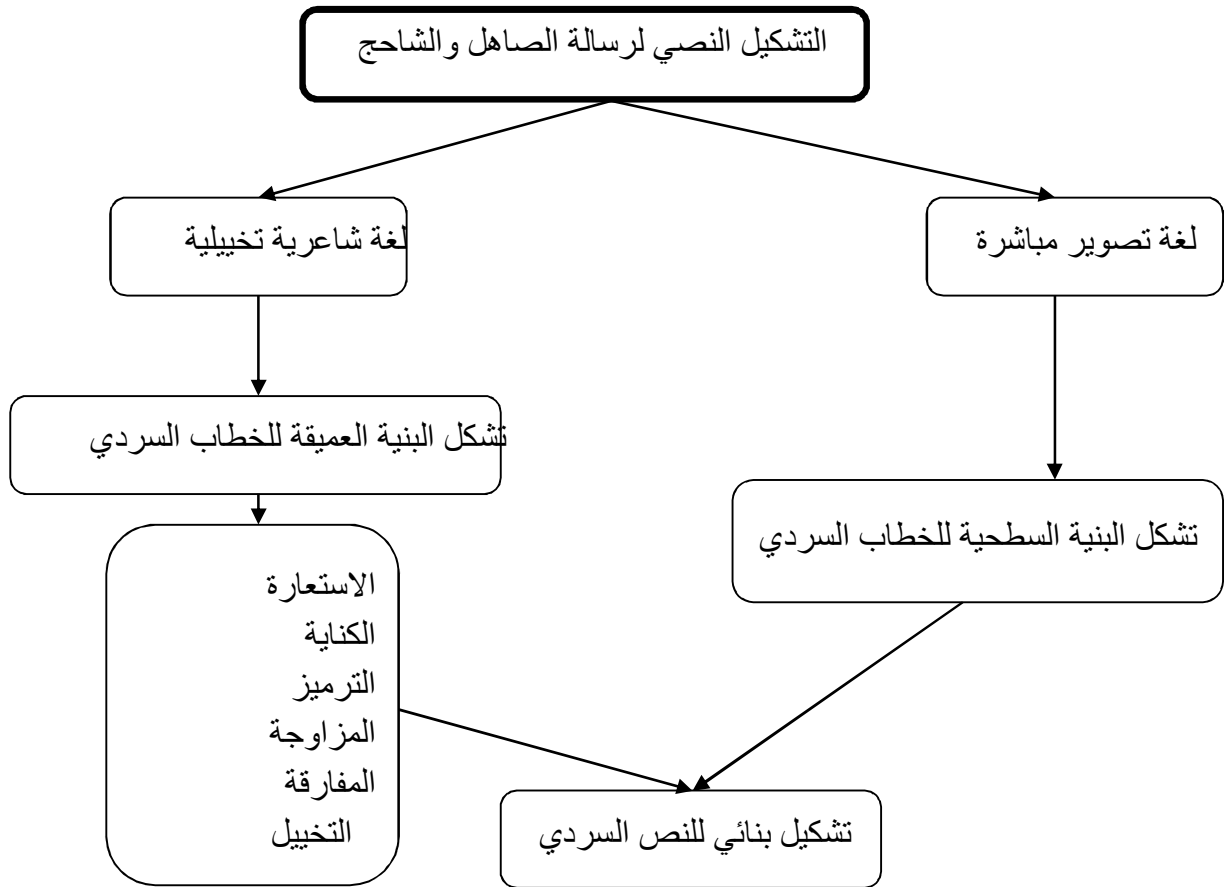 التشكيل النصي لرسالة الصاهل والشاحج
لغة تصوير مباشرة
لغة شاعرية تخييلية
تشكل البنية العميقة للخطاب السردي
تشكل البنية السطحية للخطاب السردي
الاستعارة
الكناية
الترميز
المزاوجة
المفارقة
التخييل
تشكيل بنائي للنص السردي